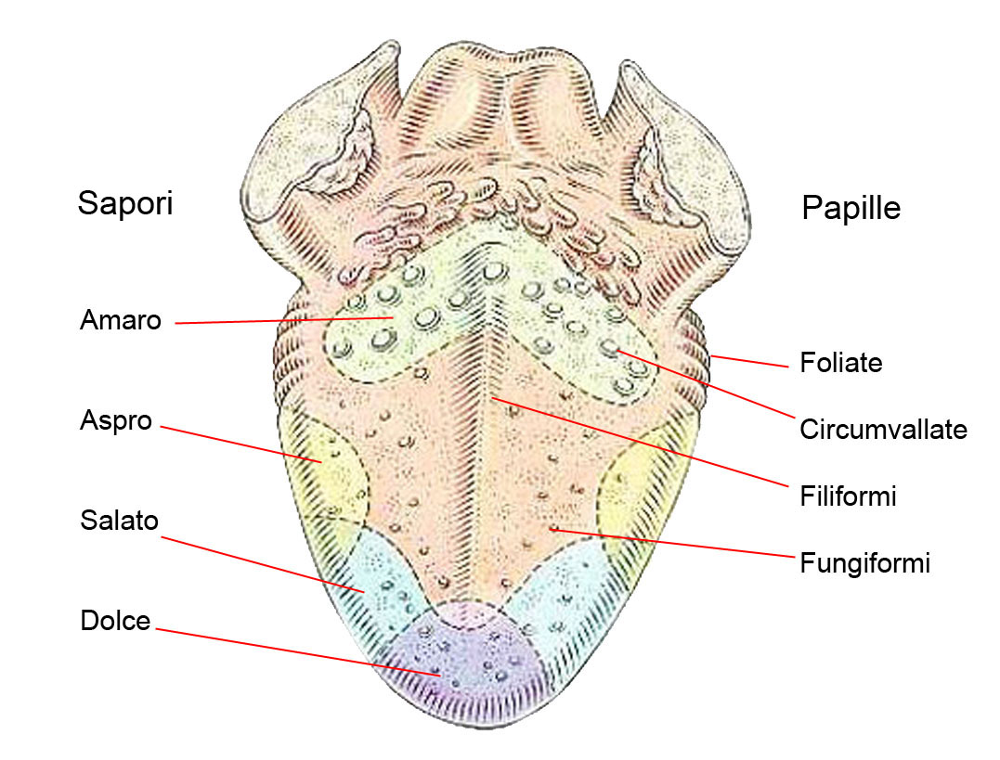 Sapori
Amaro
Aspro
Salato
Dolce
Papille
Foliate
Circumvallate
Filiformi
Fungiformi